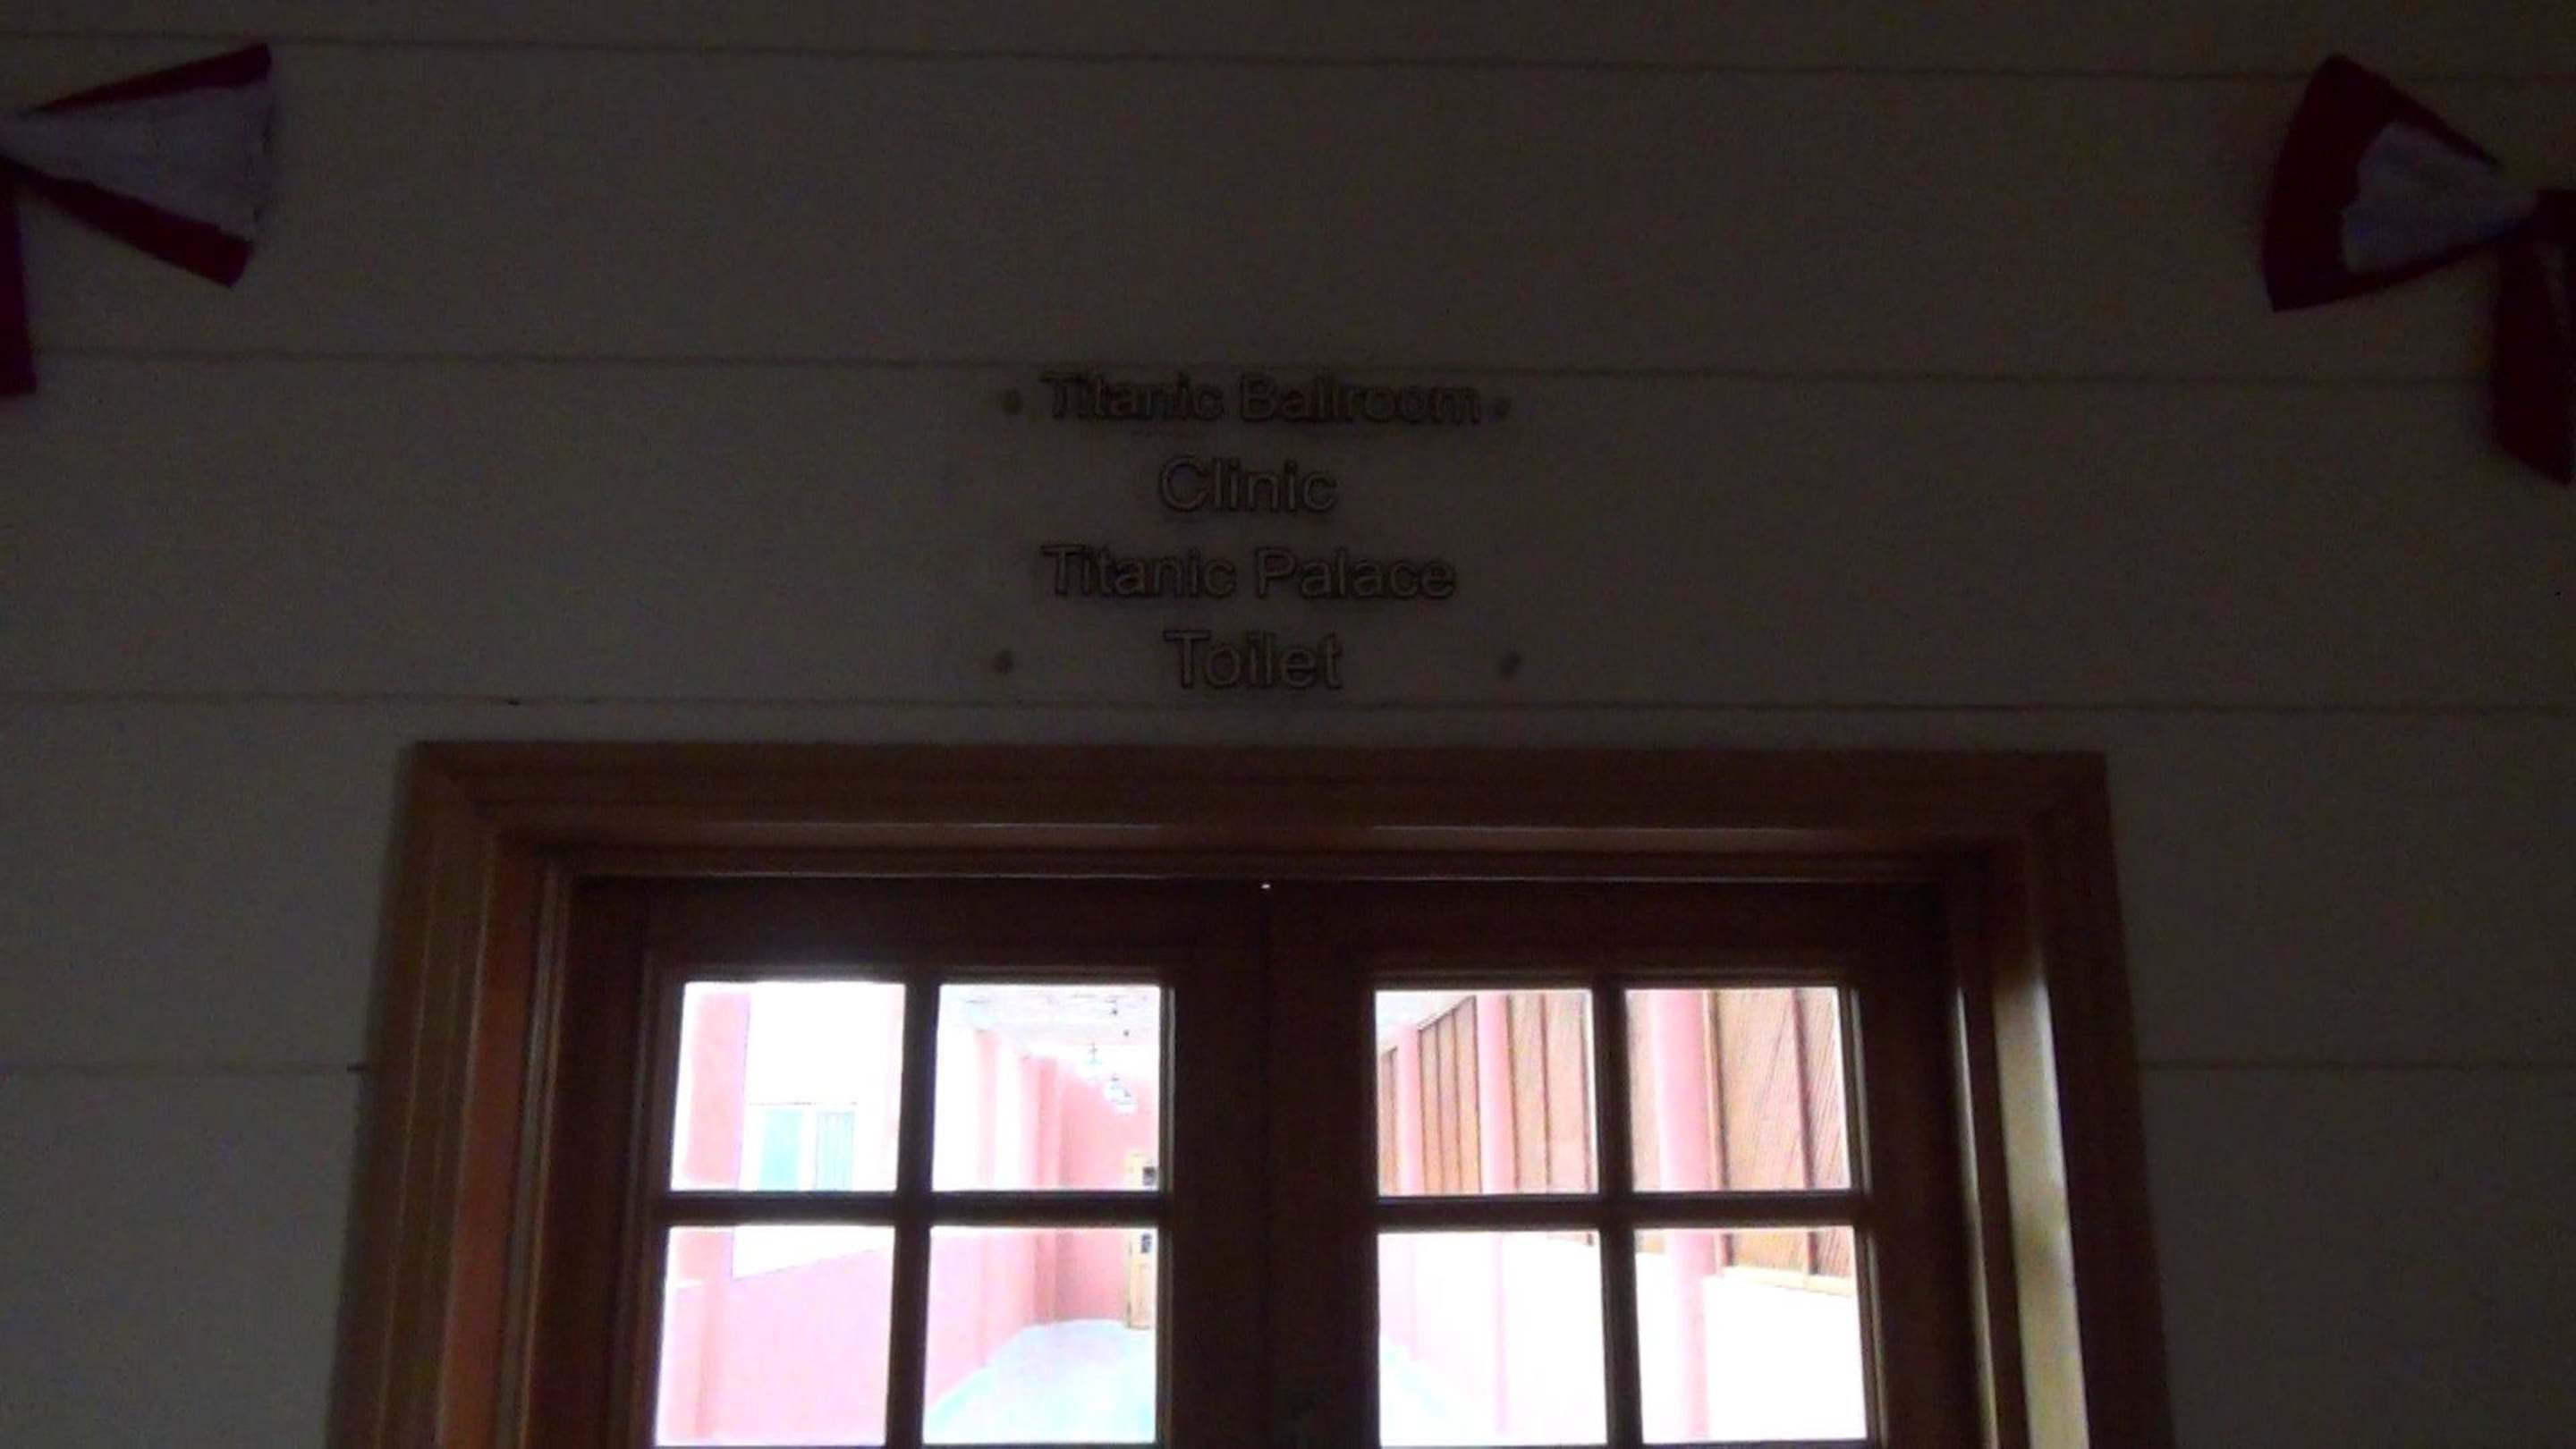 Titanic Ballroom
Clinic
Titanic Palace
Toilet